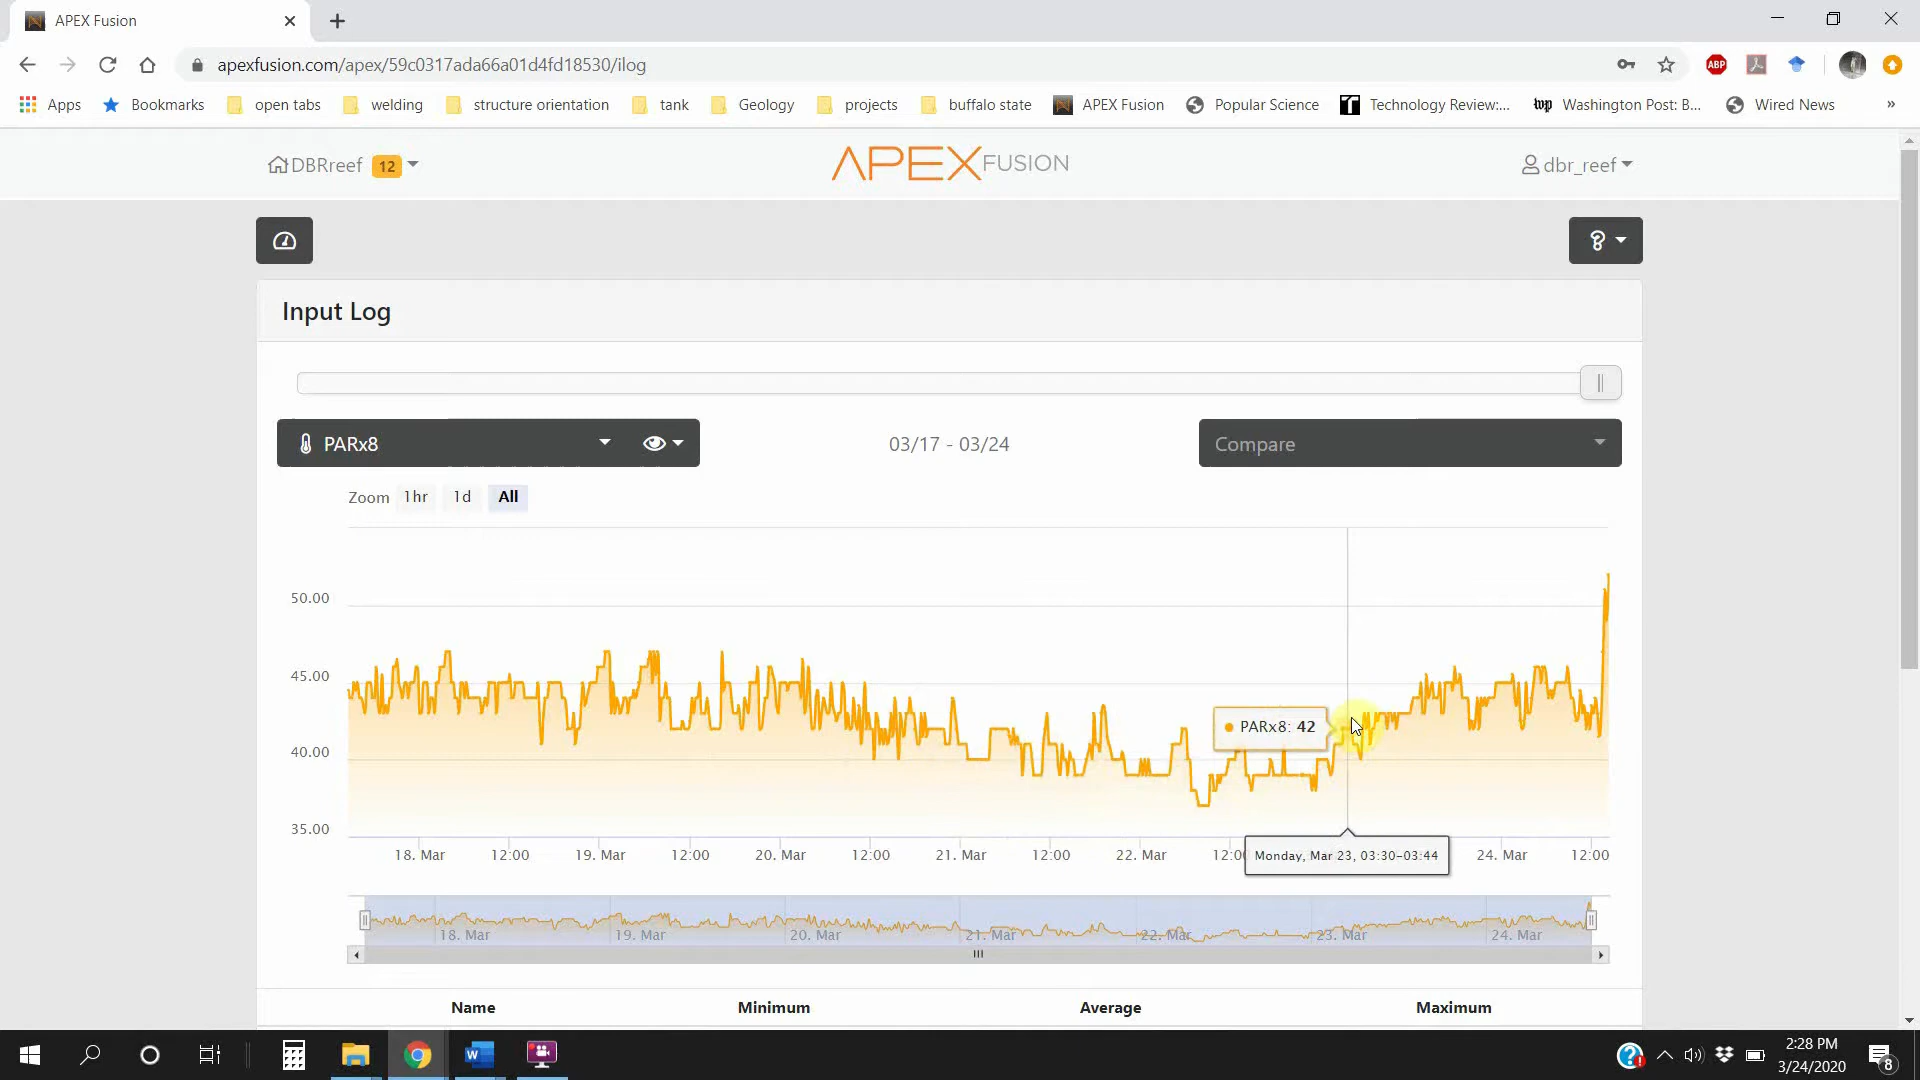 APEX Fusion
apexfusion.com/apex/59c0317ada66a01d4fd18530/ilog
ABP
Apps Bookmarks open tabs welding structure orientation tank Geology projects buffalo state APEX Fusion Popular Science Technology Review:... wp Washington Post: B... Wired News »
DBRreef 12 APEX FUSION dbr_reef
Input Log
PARx8 03/17 - 03/24 Compare
Zoom 1hr 1d All
50.00
45.00
PARx8: 42
40.00
35.00
18. Mar 12:00 19. Mar 12:00 20. Mar 12:00 21. Mar 12:00 22. Mar 12:0 Monday, Mar 23, 03:30-03:44 24. Mar 12:00
18. Mar 19. Mar 20. Mar 21. Mar 22. Mar 23. Mar 24. Mar
Name Minimum Average Maximum
2:28 PM
3/24/2020
8